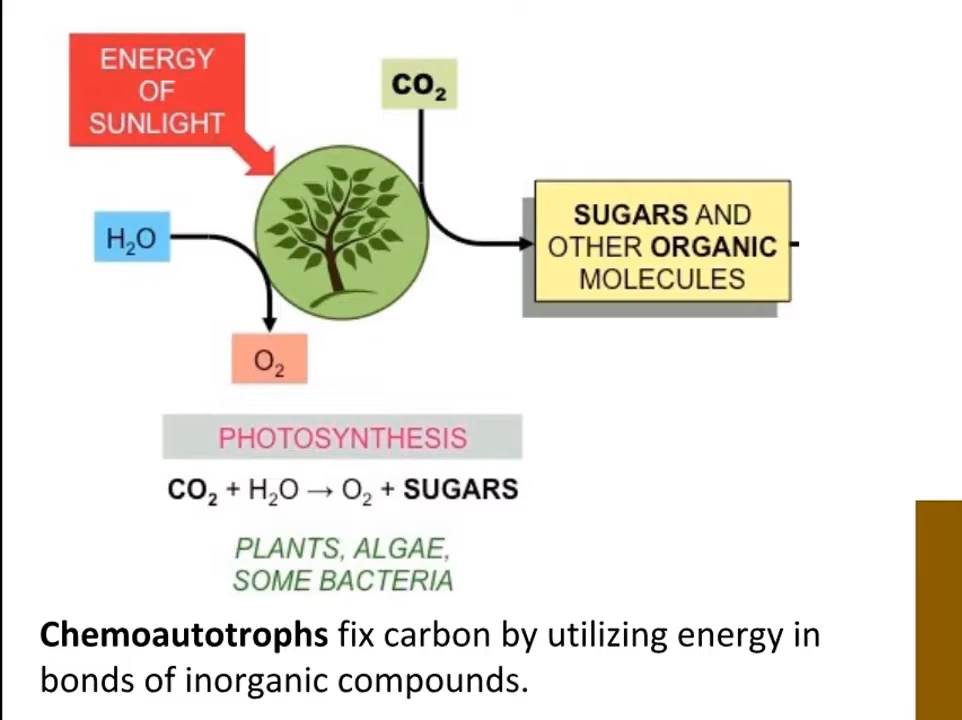 ENERGY
OF
SUNLIGHT
CO₂
H₂O
SUGARS AND
OTHER ORGANIC
MOLECULES
O₂
PHOTOSYNTHESIS
CO₂ + H₂O → O₂ + SUGARS
PLANTS, ALGAE,
SOME BACTERIA
Chemoautotrophs fix carbon by utilizing energy in
bonds of inorganic compounds.